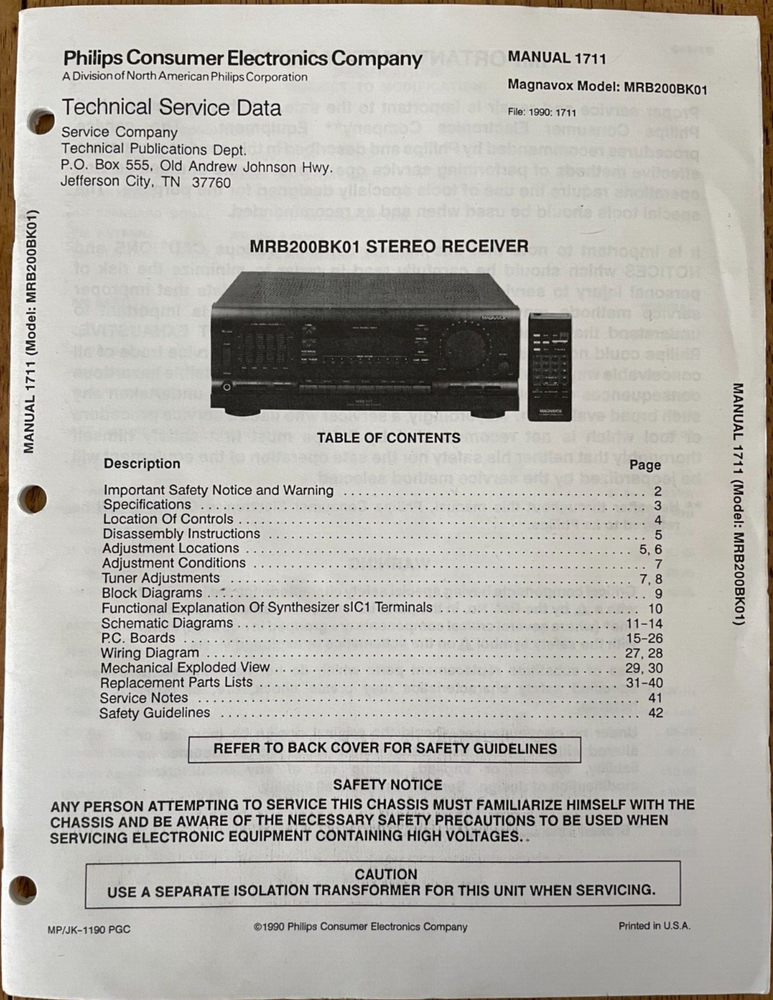 Philips Consumer Electronics Company
A Division of North American Philips Corporation
Technical Service Data
Service Company
Technical Publications Dept.
P.O. Box 555, Old Andrew Johnson Hwy.
Jefferson City, TN 37760
MANUAL 1711
Magnavox Model: MRB200BK01
File: 1990: 1711
MANUAL 1711 (Model: MRB200BK01)
MRB200BK01 STEREO RECEIVER
MAGNAVOX
MAGNAVOX
TABLE OF CONTENTS
Description Page
Important Safety Notice and Warning . . . . . . . . . . 2
Specifications . . . . . . . . . . 3
Location Of Controls . . . . . . . . . . 4
Disassembly Instructions . . . . . . . . . . 5
Adjustment Locations . . . . . . . . . . 5, 6
Adjustment Conditions . . . . . . . . . . 7
Tuner Adjustments . . . . . . . . . . 7, 8
Block Diagrams . . . . . . . . . . 9
Functional Explanation Of Synthesizer sIC1 Terminals . . . . . . . . . . 10
Schematic Diagrams . . . . . . . . . . 11-14
P.C. Boards . . . . . . . . . . 15-26
Wiring Diagram . . . . . . . . . . 27, 28
Mechanical Exploded View . . . . . . . . . . 29, 30
Replacement Parts Lists . . . . . . . . . . 31-40
Service Notes . . . . . . . . . . 41
Safety Guidelines . . . . . . . . . . 42
MANUAL 1711 (Model: MRB200BK01)
REFER TO BACK COVER FOR SAFETY GUIDELINES
SAFETY NOTICE
ANY PERSON ATTEMPTING TO SERVICE THIS CHASSIS MUST FAMILIARIZE HIMSELF WITH THE
CHASSIS AND BE AWARE OF THE NECESSARY SAFETY PRECAUTIONS TO BE USED WHEN
SERVICING ELECTRONIC EQUIPMENT CONTAINING HIGH VOLTAGES.
CAUTION
USE A SEPARATE ISOLATION TRANSFORMER FOR THIS UNIT WHEN SERVICING.
MP/JK-1190 PGC
©1990 Philips Consumer Electronics Company
Printed in U.S.A.